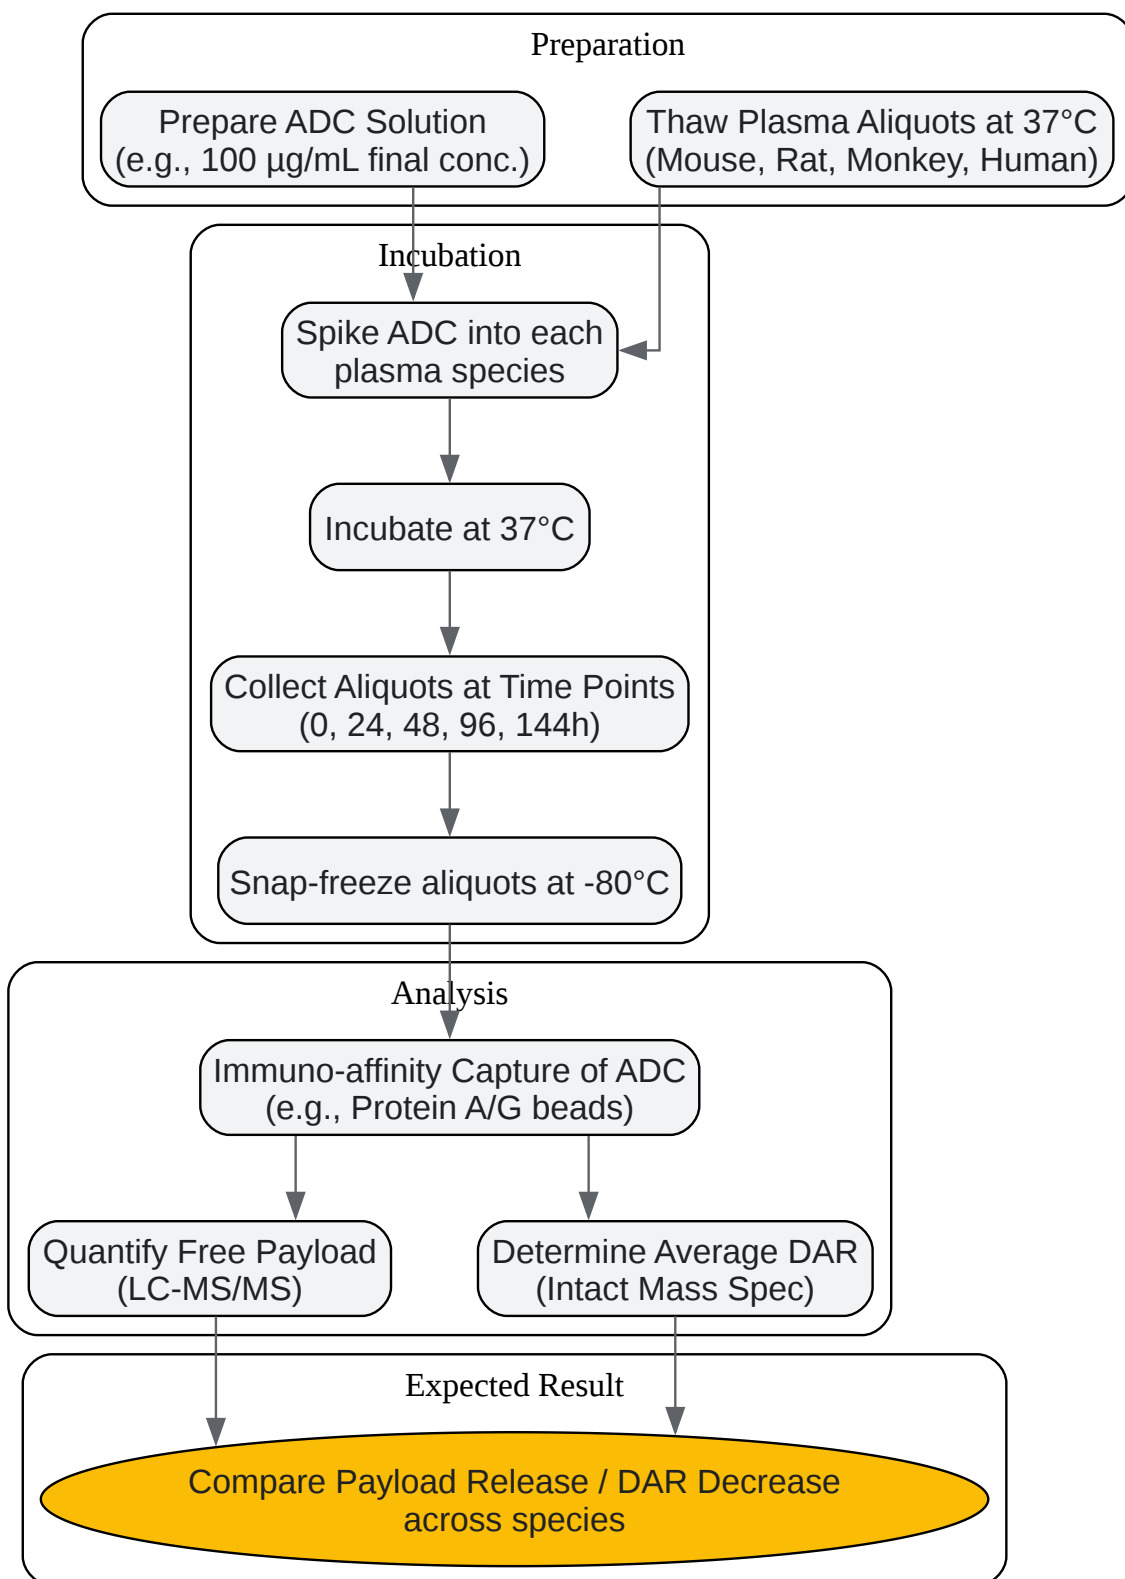 Preparation
Prepare ADC Solution
(e.g., 100 µg/mL final conc.)
Thaw Plasma Aliquots at 37°C
(Mouse, Rat, Monkey, Human)
Incubation
Spike ADC into each
plasma species
Incubate at 37°C
Collect Aliquots at Time Points
(0, 24, 48, 96, 144h)
Snap-freeze aliquots at -80°C
Analysis
Immuno-affinity Capture of ADC
(e.g., Protein A/G beads)
Quantify Free Payload
(LC-MS/MS)
Determine Average DAR
(Intact Mass Spec)
Expected Result
Compare Payload Release / DAR Decrease
across species